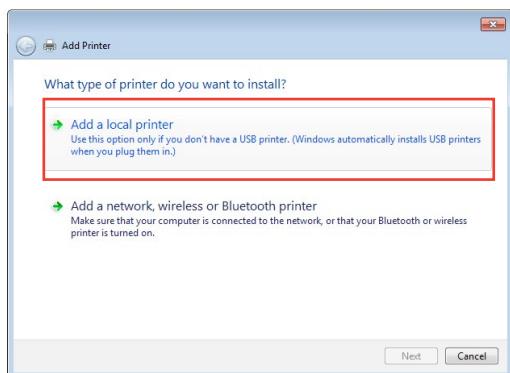 Add Printer
What type of printer do you want to install?
Add a local printer
Use this option only if you don't have a USB printer. (Windows automatically installs USB printers
when you plug them in.)
Add a network, wireless or Bluetooth printer
Make sure that your computer is connected to the network, or that your Bluetooth or wireless
printer is turned on.
Next Cancel